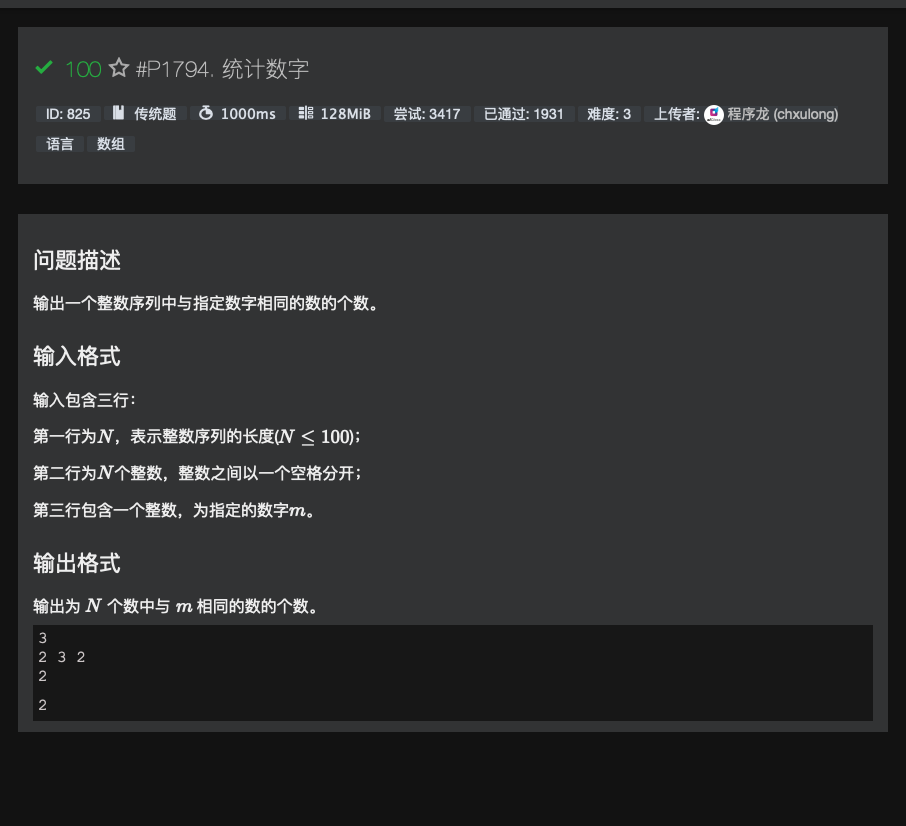 100 #P1794. 统计数字
ID: 825 传统题 1000ms 128MiB 尝试: 3417 已通过: 1931 难度: 3 上传者: 程序龙 (chxulong)
语言 数组
问题描述
输出一个整数序列中与指定数字相同的数的个数。
输入格式
输入包含三行：
第一行为N，表示整数序列的长度(N ≤ 100)；
第二行为N个整数，整数之间以一个空格分开；
第三行包含一个整数，为指定的数字m。
输出格式
输出为 N 个数中与 m 相同的数的个数。
3
2 3 2
2
2